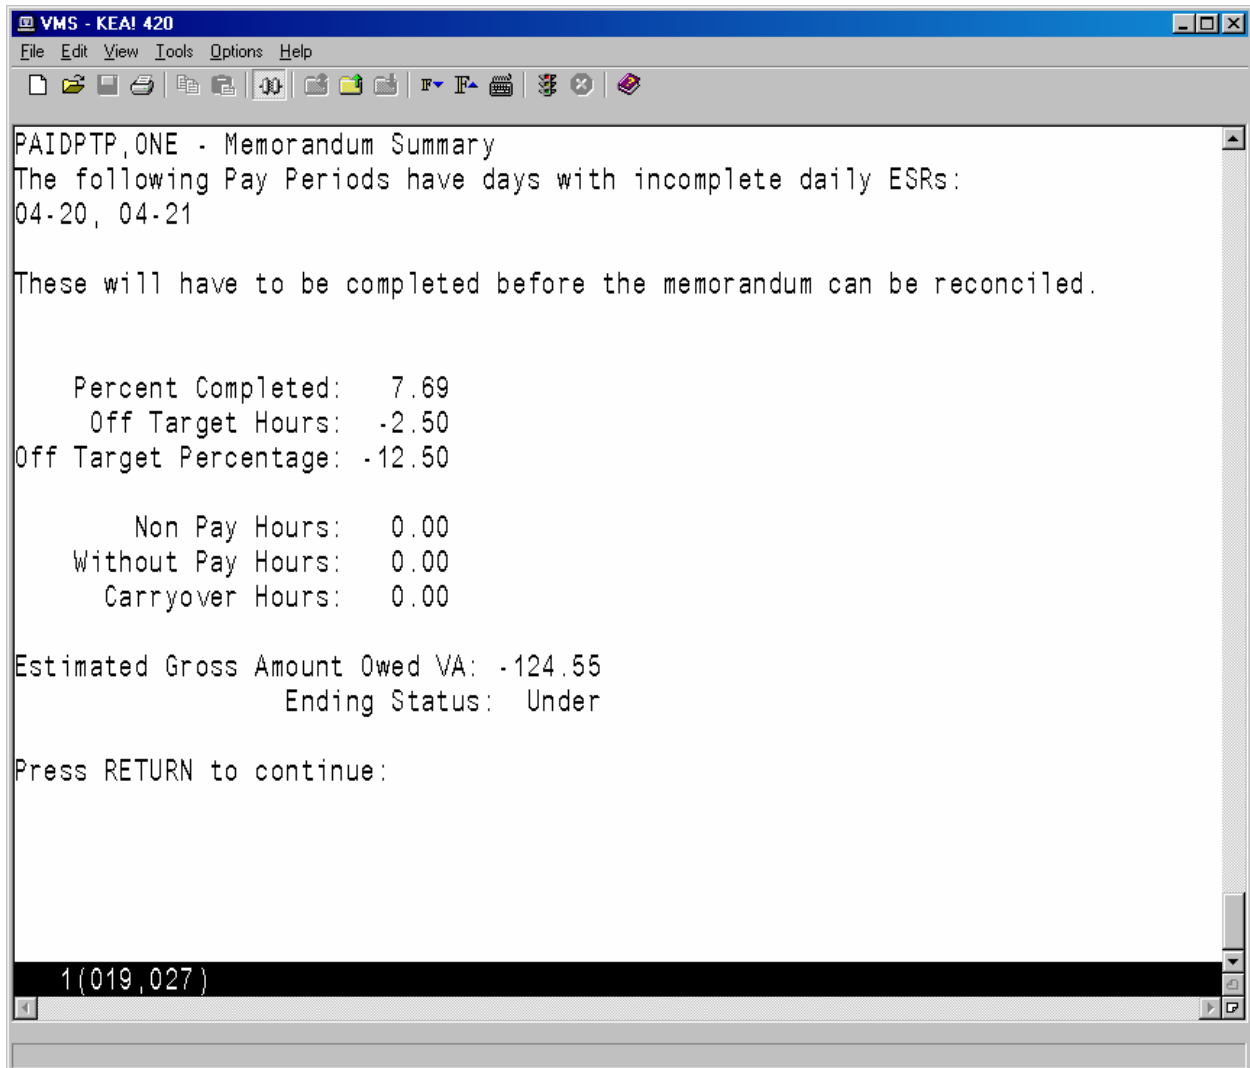 VMS - KEA! 420
File Edit View Tools Options Help
PAIDPTP,ONE - Memorandum Summary
The following Pay Periods have days with incomplete daily ESRs:
04-20, 04-21
These will have to be completed before the memorandum can be reconciled.
Percent Completed: 7.69
Off Target Hours: -2.50
Off Target Percentage: -12.50
Non Pay Hours: 0.00
Without Pay Hours: 0.00
Carryover Hours: 0.00
Estimated Gross Amount Owed VA: -124.55
Ending Status: Under
Press RETURN to continue:
1(019,027)